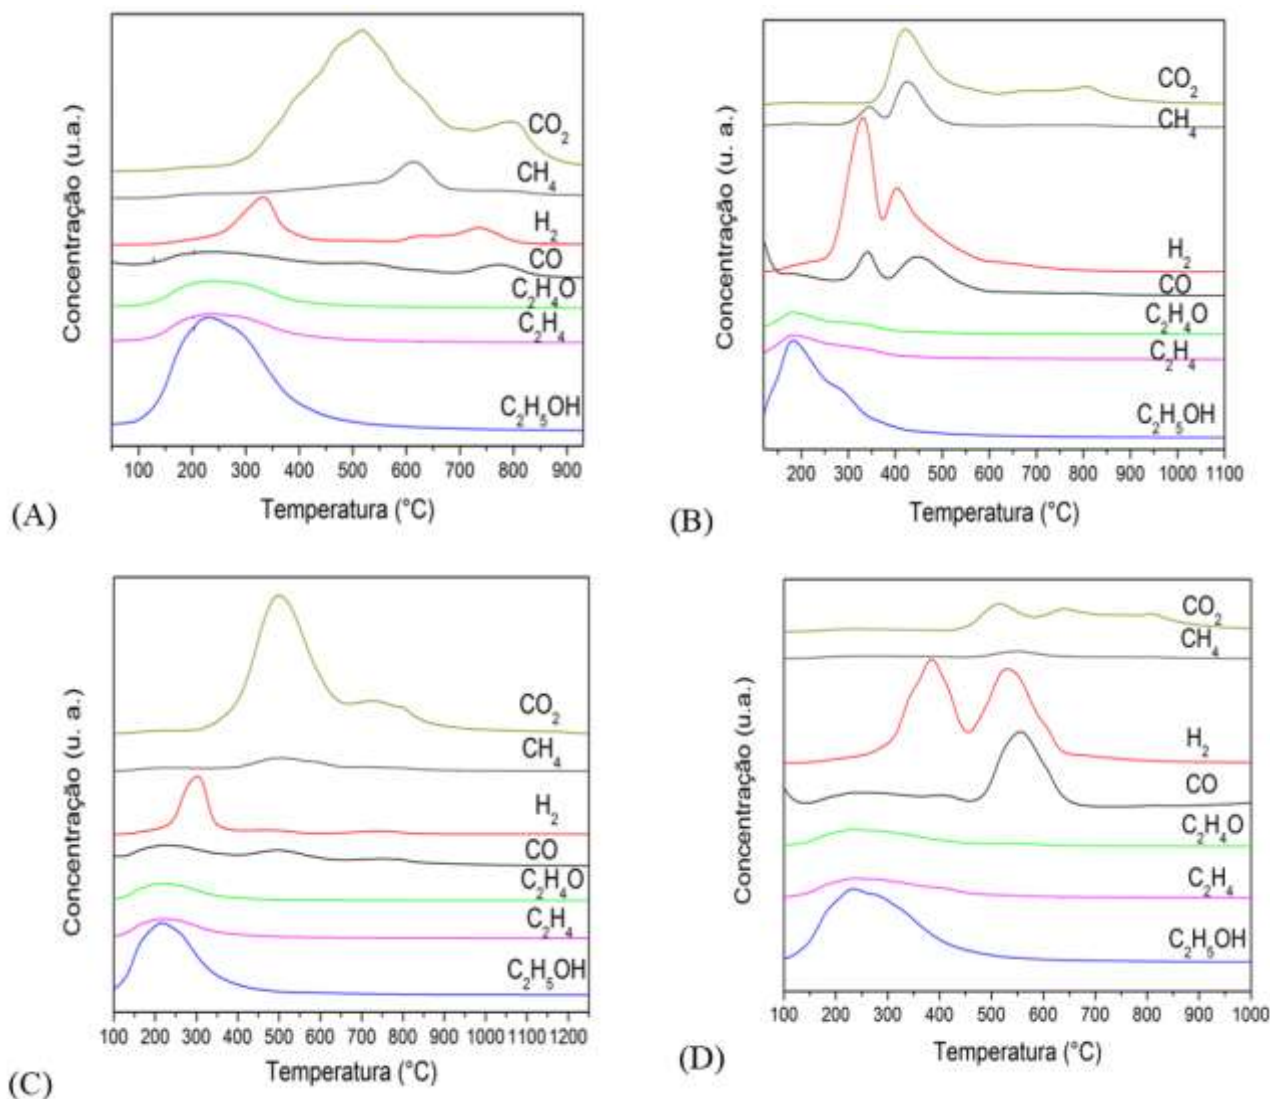 Concentração (u.a.)
CO₂
CH₄
H₂
CO
C₂H₄O
C₂H₄
C₂H₅OH
100 200 300 400 500 600 700 800 900
Temperatura (°C)
(A)
Concentração (u. a.)
CO₂
CH₄
H₂
CO
C₂H₄O
C₂H₄
C₂H₅OH
200 300 400 500 600 700 800 900 1000 1100
Temperatura (°C)
(B)
Concentração (u. a.)
CO₂
CH₄
H₂
CO
C₂H₄O
C₂H₄
C₂H₅OH
100 200 300 400 500 600 700 800 900 1000 1100 1200
Temperatura (°C)
(C)
Concentração (u.a.)
CO₂
CH₄
H₂
CO
C₂H₄O
C₂H₄
C₂H₅OH
100 200 300 400 500 600 700 800 900 1000
Temperatura (°C)
(D)